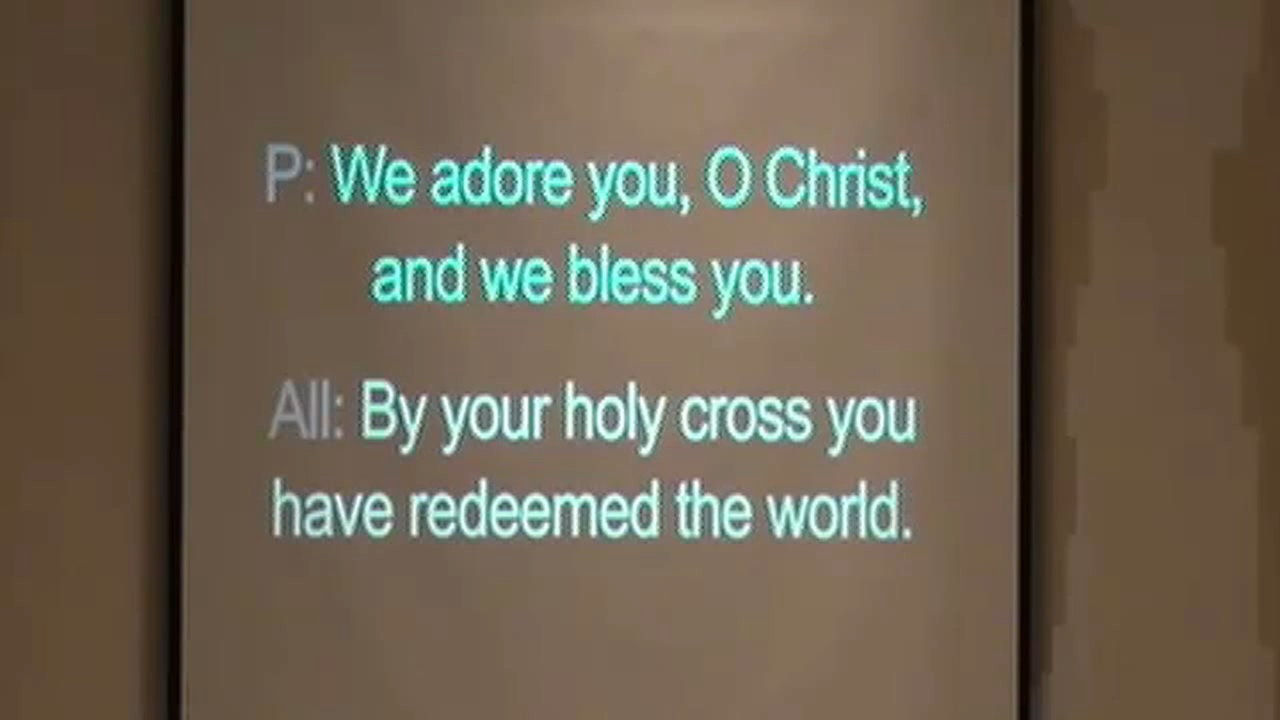 P: We adore you, O Christ,
and we bless you.
All: By your holy cross you
have redeemed the world.